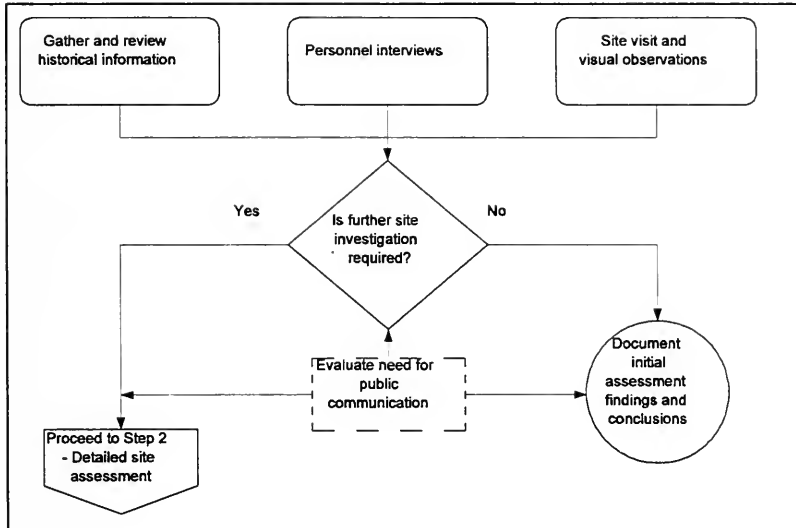 Gather and review
historical information
Personnel interviews
Site visit and
visual observations
Yes
No
Is further site
investigation
required?
Evaluate need for
public
communication
Document
initial
assessment
findings and
conclusions
Proceed to Step 2
- Detailed site
assessment